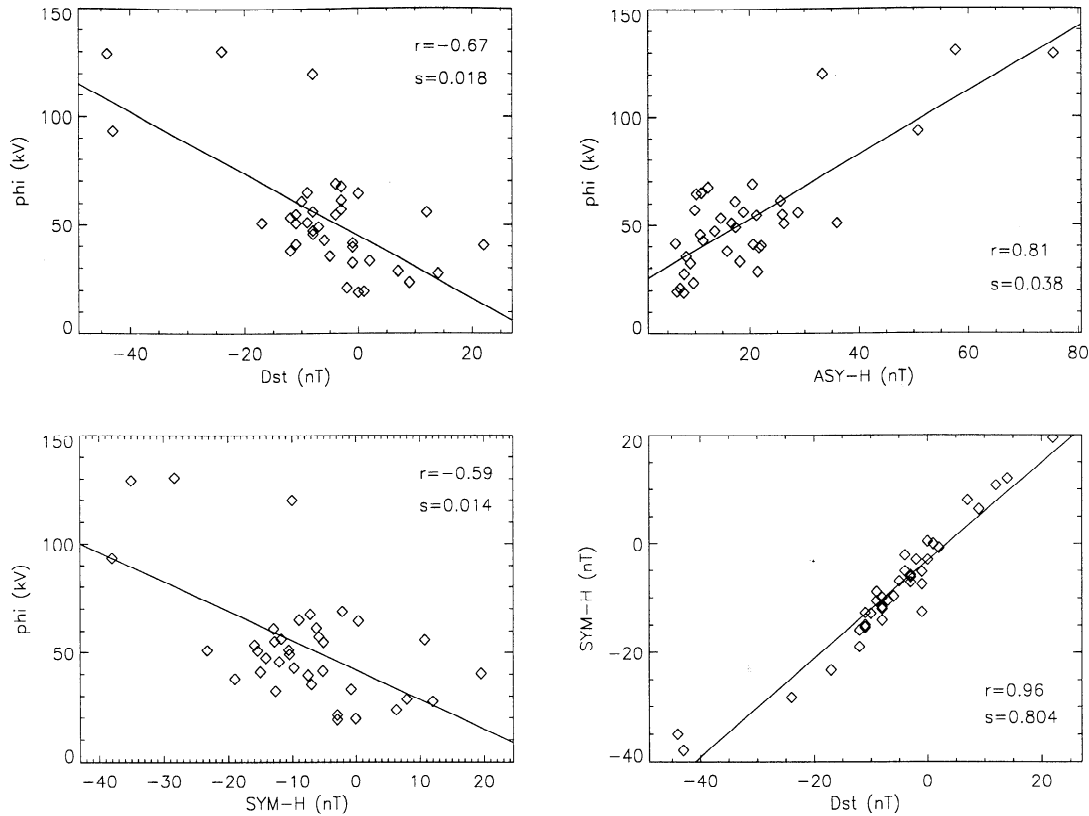 150
100
50
0
phi (kV)
r=-0.67
s=0.018
-40 -20 0 20
Dst (nT)
150
100
50
0
phi (kV)
r=0.81
s=0.038
20 40 60 80
ASY-H (nT)
150
100
50
0
phi (kV)
r=-0.59
s=0.014
-40 -30 -20 -10 0 10 20
SYM-H (nT)
20
0
-20
-40
SYM-H (nT)
r=0.96
s=0.804
-40 -20 0 20
Dst (nT)